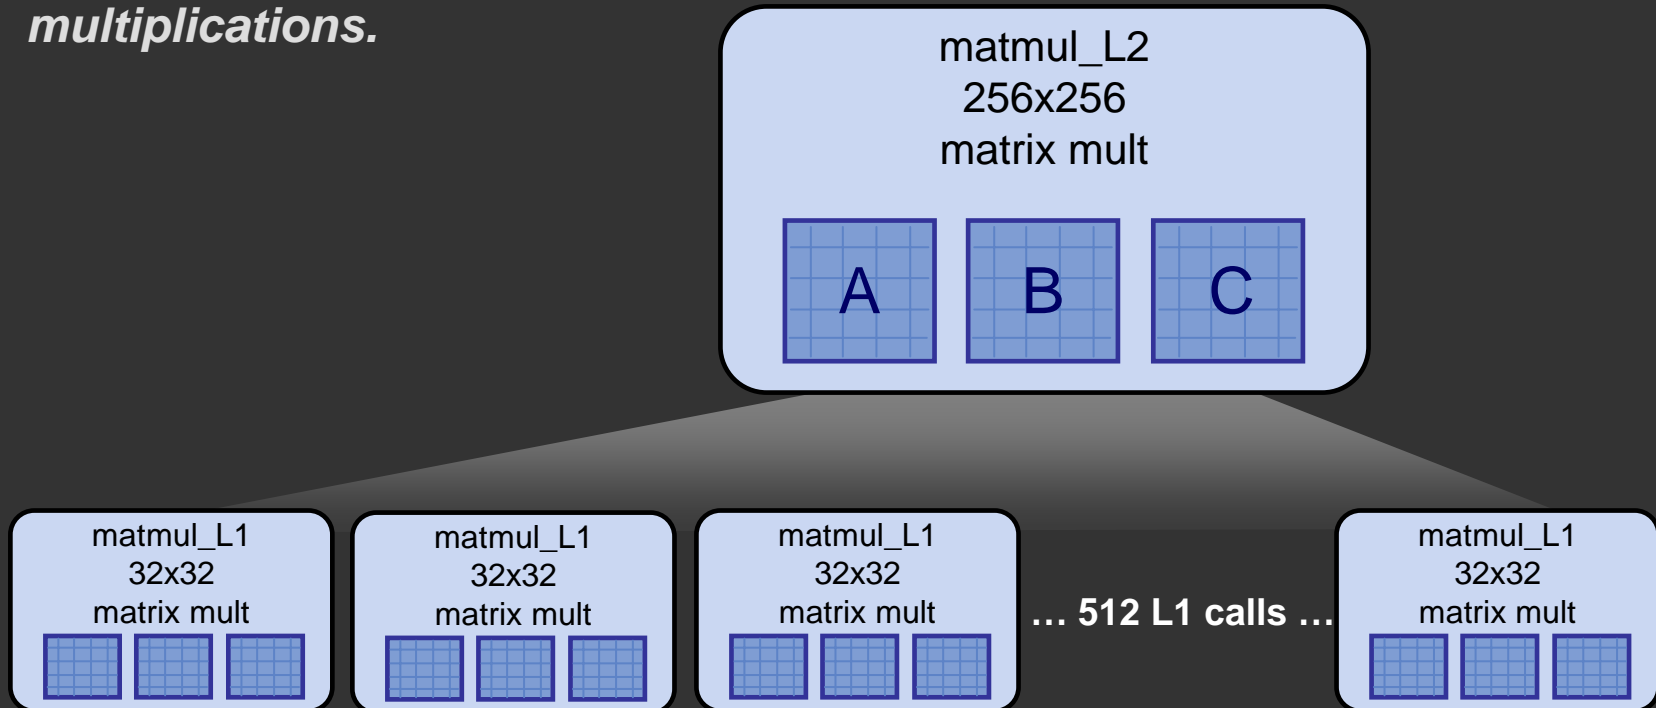 multiplications.
matmul_L2
256x256
matrix mult
A B C
matmul_L1
32x32
matrix mult
matmul_L1
32x32
matrix mult
matmul_L1
32x32
matrix mult
… 512 L1 calls …
matmul_L1
32x32
matrix mult